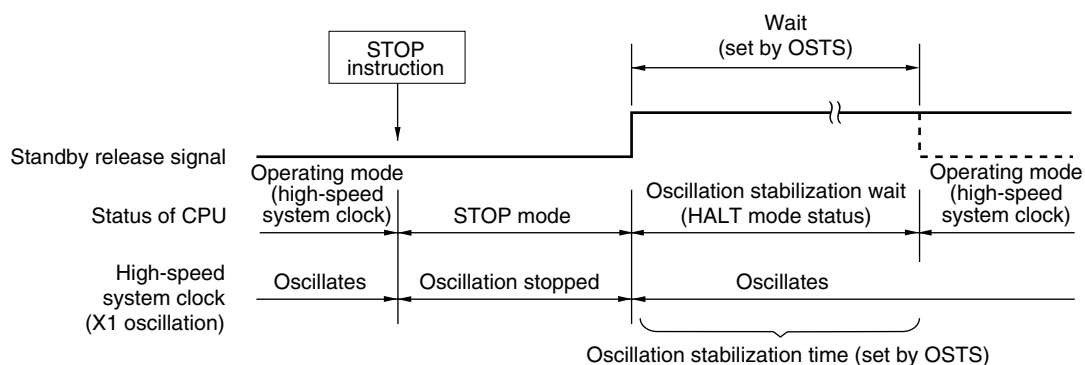 Wait
(set by OSTS)
STOP
instruction
Standby release signal
Operating mode
(high-speed
system clock)
Operating mode
(high-speed
system clock)
Status of CPU
STOP mode
Oscillation stabilization wait
(HALT mode status)
High-speed
system clock
(X1 oscillation)
Oscillates
Oscillation stopped
Oscillates
Oscillation stabilization time (set by OSTS)